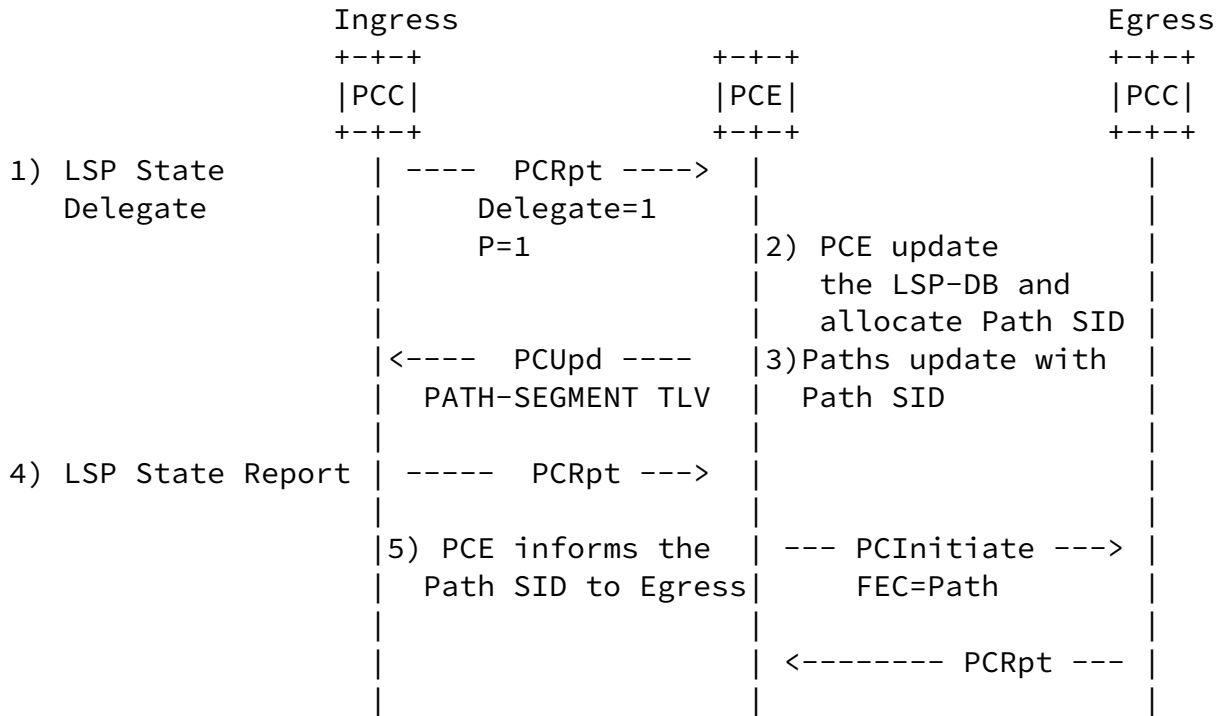 Ingress                                   Egress
                  +-+-+                +-+-+                +-+-+
                  |PCC|                |PCE|                |PCC|
                  +-+-+                +-+-+                +-+-+
1) LSP State        | ----  PCRpt ---->  |                    |
   Delegate         |     Delegate=1     |                    |
                    |     P=1            |2) PCE update       |
                    |                    |   the LSP-DB and   |
                    |                    |   allocate Path SID |
                    |<----  PCUpd ----   |3)Paths update with |
                    |  PATH-SEGMENT TLV  |  Path SID          |
                    |                    |                    |
4) LSP State Report | -----  PCRpt --->  |                    |
                    |                    |                    |
                    |5) PCE informs the  | --- PCInitiate --->|
                    |  Path SID to Egress|     FEC=Path       |
                    |                    |                    |
                    |                    | <-------- PCRpt ---|
                    |                    |                    |